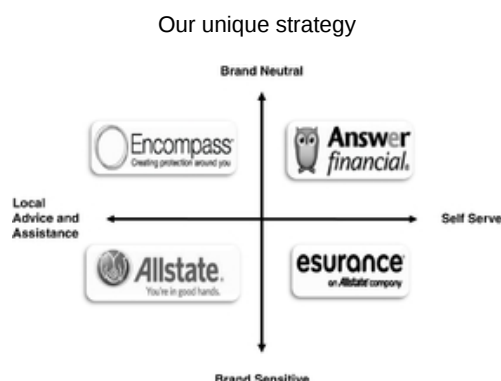 Our unique strategy
Brand Neutral
Encompass
Creating protection around you
Answer
financial
Local
Advice and
Assistance
Self Serve
Allstate.
You're in good hands.
esurance
an Allstate company
Brand Sensitive